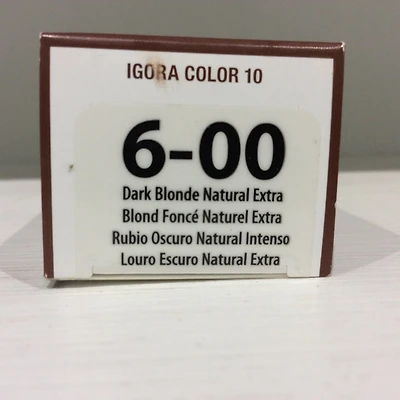 IGORA COLOR 10
6-00
Dark Blonde Natural Extra
Blond Foncé Naturel Extra
Rubio Oscuro Natural Intenso
Louro Escuro Natural Extra